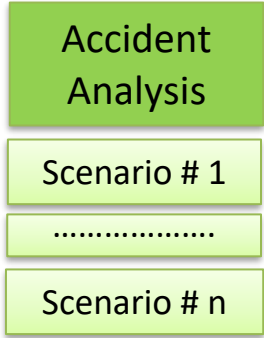 Accident
Analysis
Scenario # 1
………………….
Scenario # n